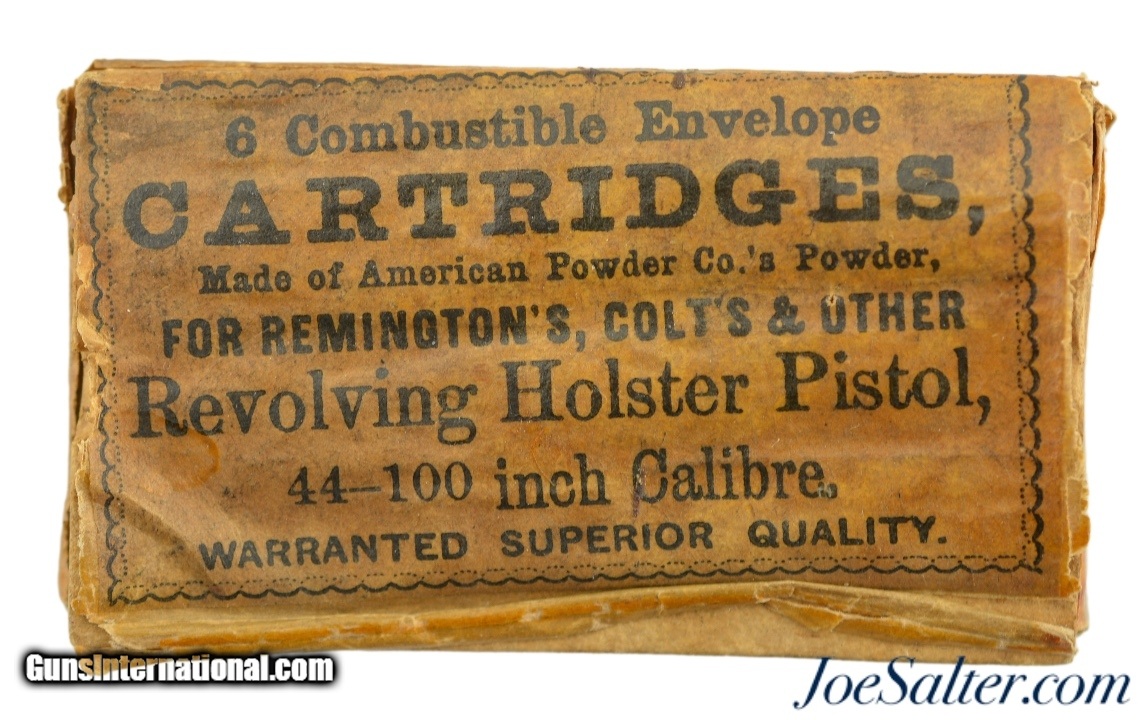 6 Combustible Envelope
CARTRIDGES,
Made of American Powder Co.'s Powder,
FOR REMINGTON'S, COLT'S & OTHER
Revolving Holster Pistol,
44-100 inch Calibre.
WARRANTED SUPERIOR QUALITY.
GunsInternational.com
JoeSalter.com